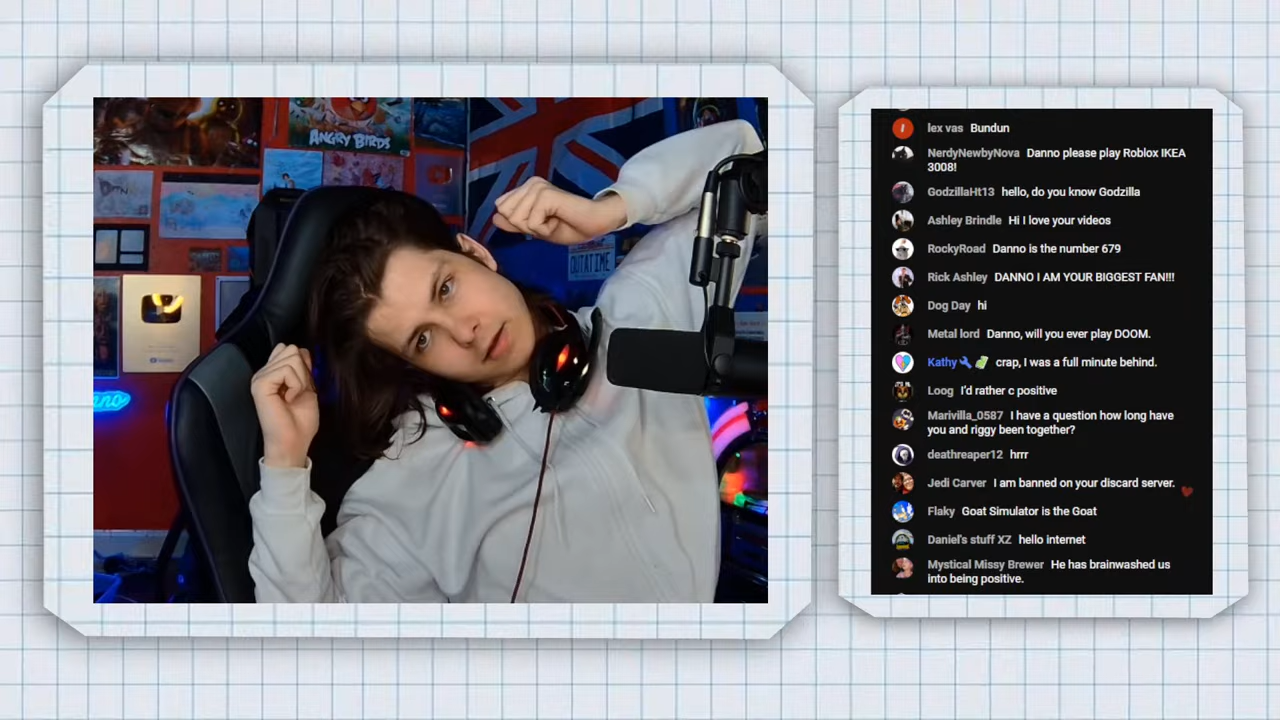 ANGRY BIRDS
OUTATIME
lex vas Bundun
NerdyNewbyNova Danno please play Roblox IKEA
3008!
GodzillaHt13 hello, do you know Godzilla
Ashley Brindle Hi I love your videos
RockyRoad Danno is the number 679
Rick Ashley DANNO I AM YOUR BIGGEST FAN!!!
Dog Day hi
Metal lord Danno, will you ever play DOOM.
Kathy crap, I was a full minute behind.
Loog I'd rather c positive
Marivilla_0587 I have a question how long have
you and riggy been together?
deathreaper12 hrrr
Jedi Carver I am banned on your discard server.
Flaky Goat Simulator is the Goat
Daniel's stuff XZ hello internet
Mystical Missy Brewer He has brainwashed us
into being positive.